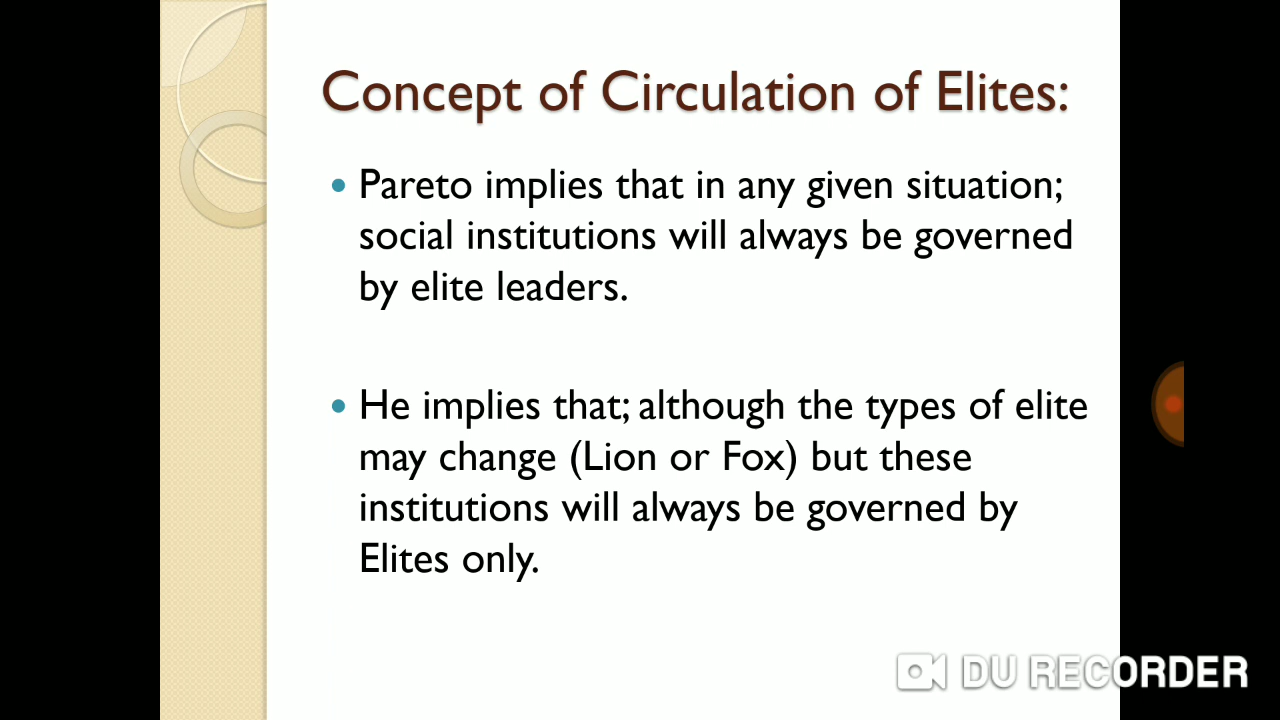 Concept of Circulation of Elites:
Pareto implies that in any given situation;
social institutions will always be governed
by elite leaders.
He implies that; although the types of elite
may change (Lion or Fox) but these
institutions will always be governed by
Elites only.
DU RECORDER